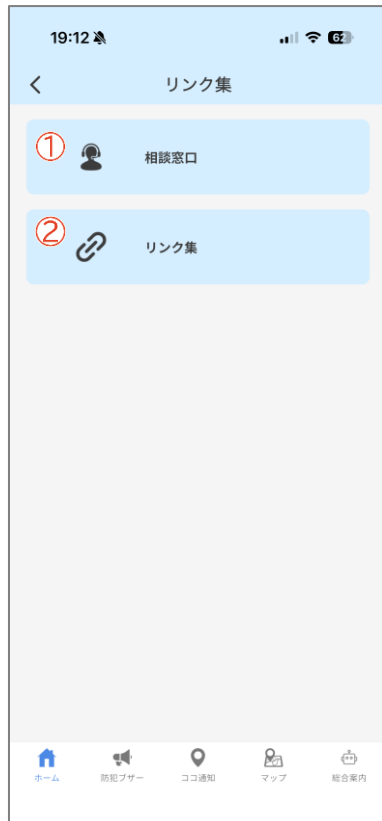 19:12
62
リンク集
① 相談窓口
② リンク集
ホーム 防犯ブザー ココ通知 マップ 総合案内